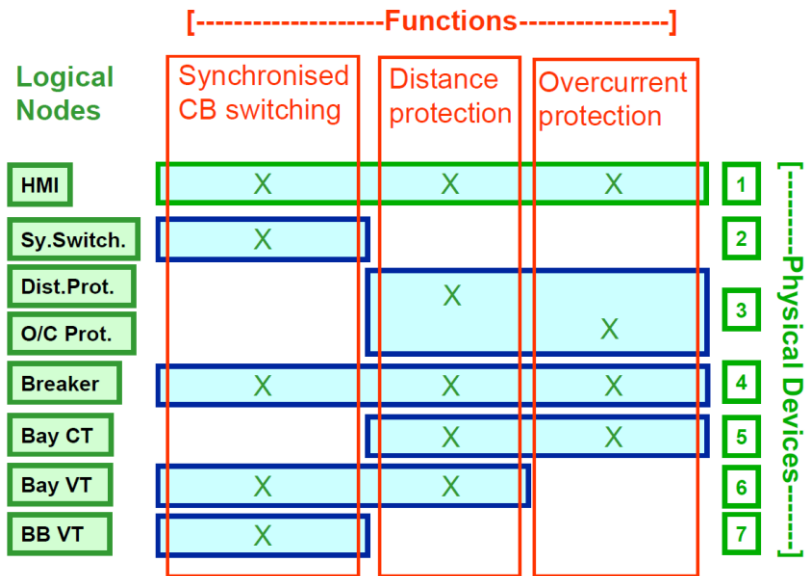 [--------------------Functions----------------]
Logical
Nodes
Synchronised
CB switching
Distance
protection
Overcurrent
protection
HMI X X X 1
Sy.Switch. X 2
Dist.Prot. X
3
O/C Prot. X
Breaker X X X 4
Bay CT X X 5
Bay VT X X 6
BB VT X 7
[----------Physical Devices-------]